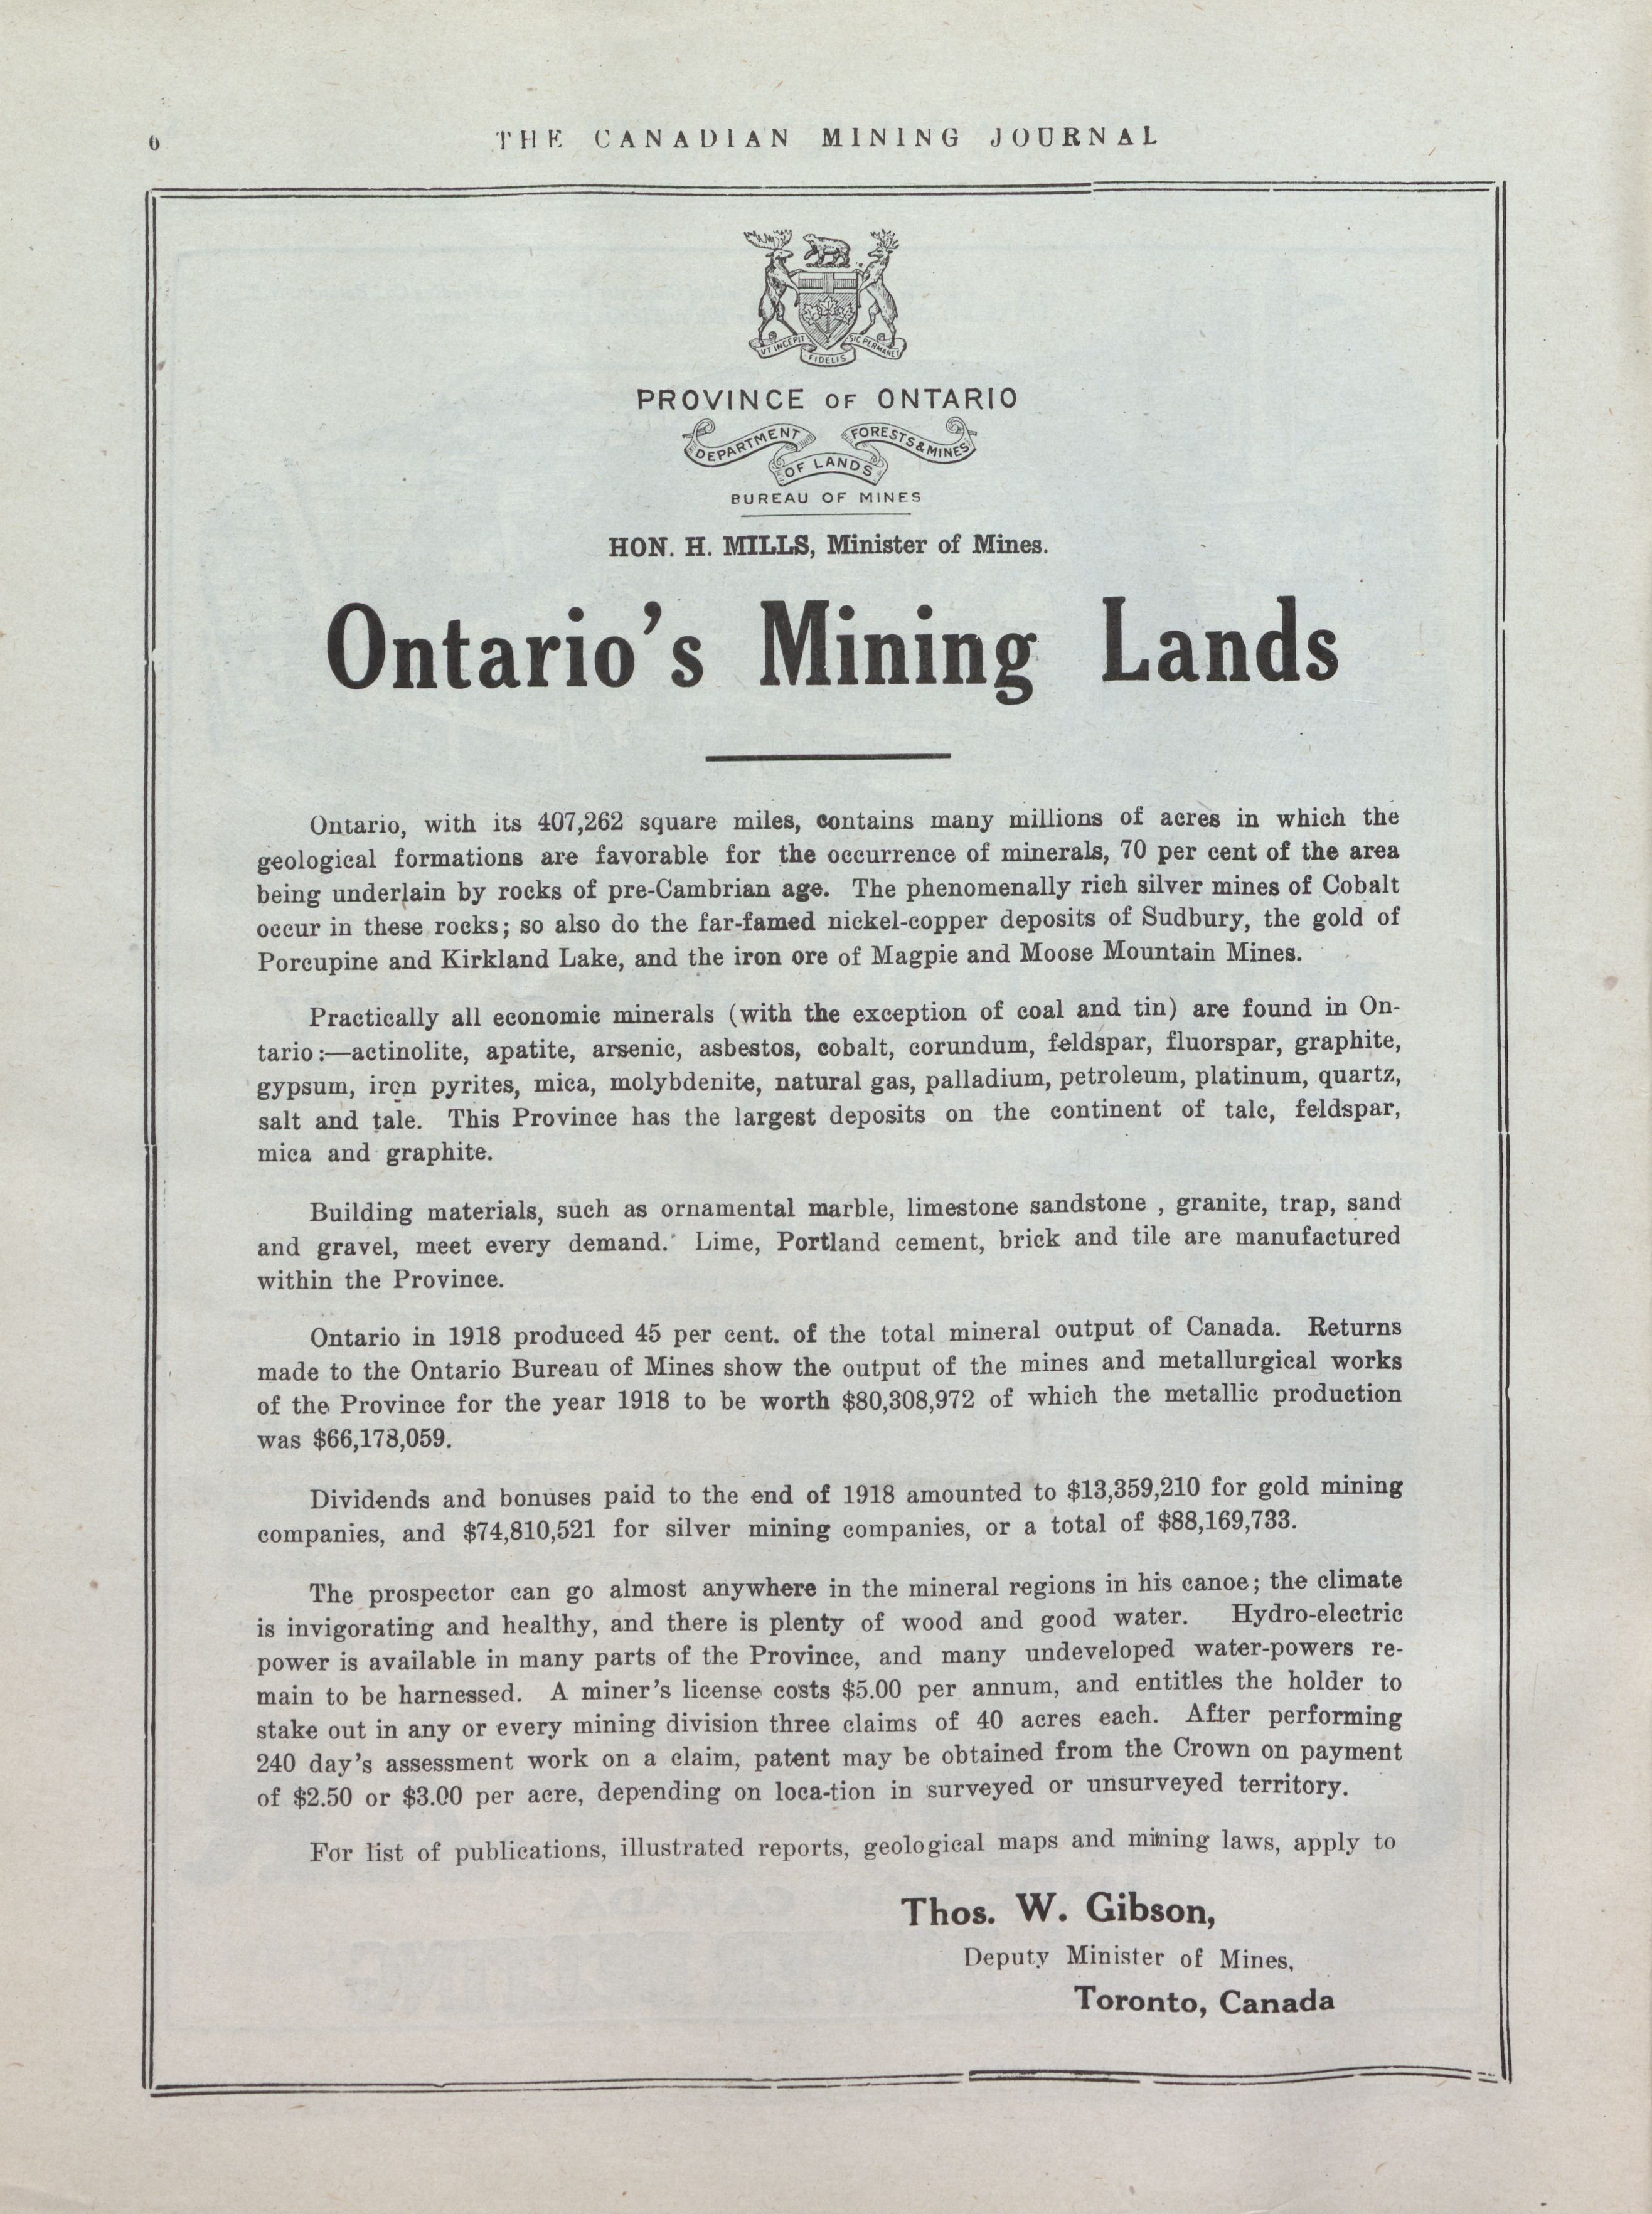 6
THE CANADIAN MINING JOURNAL
VT INCEPIT
FIDELIS
SIC PERMANET
PROVINCE OF ONTARIO
DEPARTMENT
OF LANDS
FORESTS & MINES
BUREAU OF MINES
HON. H. MILLS, Minister of Mines.
Ontario's Mining Lands
Ontario, with its 407,262 square miles, contains many millions of acres in which the
geological formations are favorable for the occurrence of minerals, 70 per cent of the area
being underlain by rocks of pre-Cambrian age. The phenomenally rich silver mines of Cobalt
occur in these rocks; so also do the far-famed nickel-copper deposits of Sudbury, the gold of
Porcupine and Kirkland Lake, and the iron ore of Magpie and Moose Mountain Mines.
Practically all economic minerals (with the exception of coal and tin) are found in On-
tario:—actinolite, apatite, arsenic, asbestos, cobalt, corundum, feldspar, fluorspar, graphite,
gypsum, iron pyrites, mica, molybdenite, natural gas, palladium, petroleum, platinum, quartz,
salt and tale. This Province has the largest deposits on the continent of talc, feldspar,
mica and graphite.
Building materials, such as ornamental marble, limestone sandstone , granite, trap, sand
and gravel, meet every demand. Lime, Portland cement, brick and tile are manufactured
within the Province.
Ontario in 1918 produced 45 per cent. of the total mineral output of Canada. Returns
made to the Ontario Bureau of Mines show the output of the mines and metallurgical works
of the Province for the year 1918 to be worth $80,308,972 of which the metallic production
was $66,178,059.
Dividends and bonuses paid to the end of 1918 amounted to $13,359,210 for gold mining
companies, and $74,810,521 for silver mining companies, or a total of $88,169,733.
The prospector can go almost anywhere in the mineral regions in his canoe; the climate
is invigorating and healthy, and there is plenty of wood and good water. Hydro-electric
power is available in many parts of the Province, and many undeveloped water-powers re-
main to be harnessed. A miner's license costs $5.00 per annum, and entitles the holder to
stake out in any or every mining division three claims of 40 acres each. After performing
240 day's assessment work on a claim, patent may be obtained from the Crown on payment
of $2.50 or $3.00 per acre, depending on loca-tion in surveyed or unsurveyed territory.
For list of publications, illustrated reports, geological maps and mining laws, apply to
Thos. W. Gibson,
Deputy Minister of Mines,
Toronto, Canada